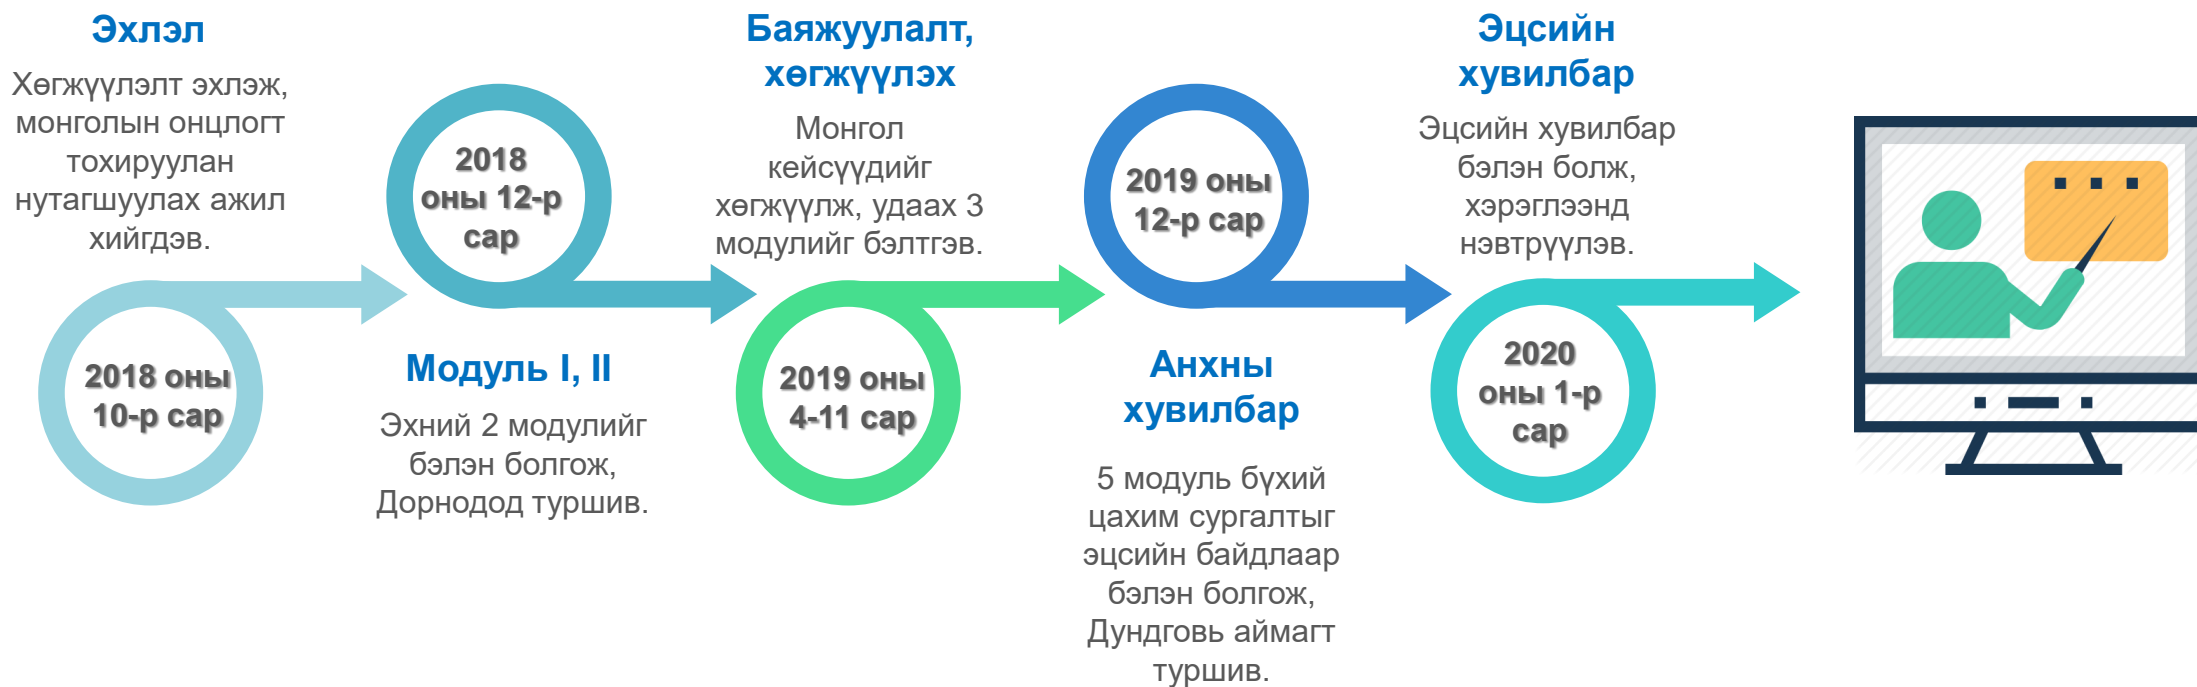 Эхлэл
Хөгжүүлэлт эхлэж,
монголын онцлогт
тохируулан
нутагшуулах ажил
хийгдэв.
2018 оны
10-р сар
2018
оны 12-р
сар
Модуль I, II
Эхний 2 модулийг
бэлэн болгож,
Дорнодод туршив.
Баяжуулалт,
хөгжүүлэх
Монгол
кейсүүдийг
хөгжүүлж, удаах 3
модулийг бэлтгэв.
2019 оны
4-11 сар
2019 оны
12-р сар
Анхны
хувилбар
5 модуль бүхий
цахим сургалтыг
эцсийн байдлаар
бэлэн болгож,
Дундговь аймагт
туршив.
Эцсийн
хувилбар
Эцсийн хувилбар
бэлэн болж,
хэрэглээнд
нэвтрүүлэв.
2020
оны 1-р
сар